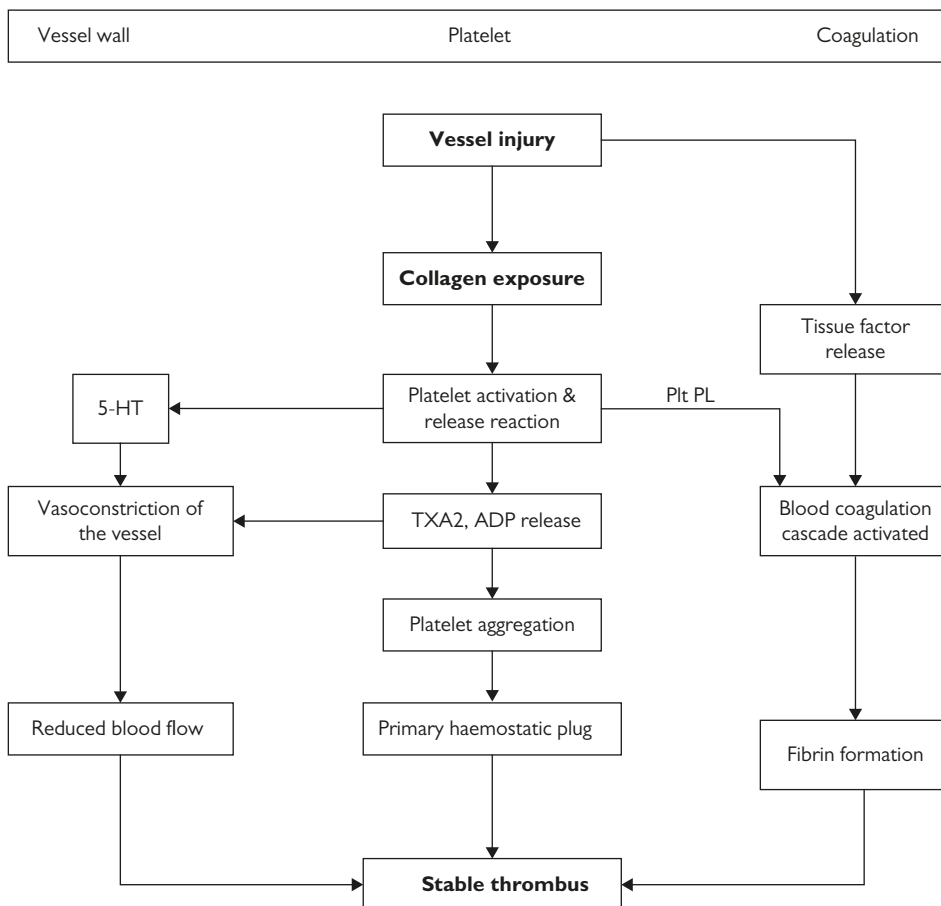 Vessel wall
Platelet
Coagulation
Vessel injury
Collagen exposure
Tissue factor
release
5-HT
Platelet activation &
release reaction
Plt PL
Vasoconstriction of
the vessel
TXA2, ADP release
Blood coagulation
cascade activated
Platelet aggregation
Reduced blood flow
Primary haemostatic plug
Fibrin formation
Stable thrombus